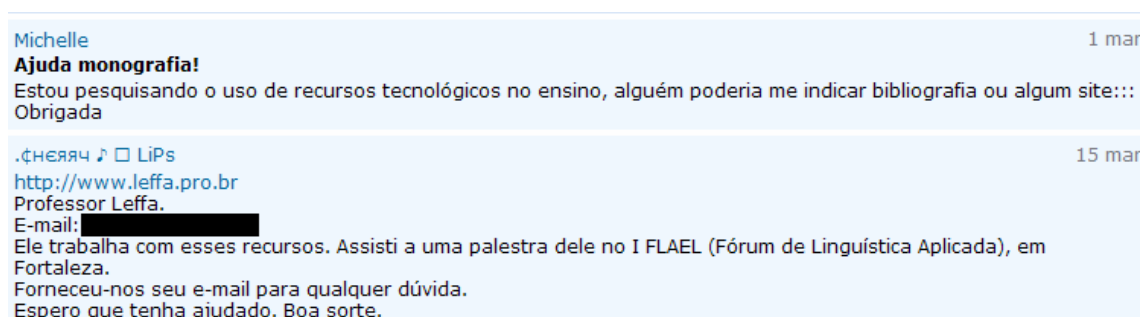 Michelle
1 mar
Ajuda monografia!
Estou pesquisando o uso de recursos tecnológicos no ensino, alguém poderia me indicar bibliografia ou algum site:::
Obrigada
.¢нєяяч ♪ □ LiPs
15 mar
http://www.leffa.pro.br
Professor Leffa.
E-mail:
Ele trabalha com esses recursos. Assisti a uma palestra dele no I FLAEL (Fórum de Linguística Aplicada), em
Fortaleza.
Forneceu-nos seu e-mail para qualquer dúvida.
Espero que tenha ajudado. Boa sorte.